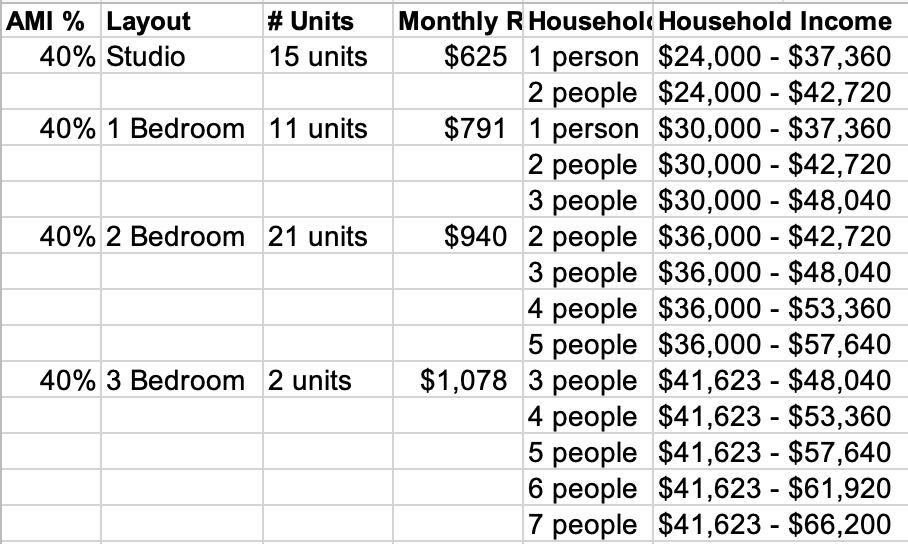 AMI % Layout # Units Monthly R Household Household Income
40% Studio 15 units $625 1 person $24,000 - $37,360
2 people $24,000 - $42,720
40% 1 Bedroom 11 units $791 1 person $30,000 - $37,360
2 people $30,000 - $42,720
3 people $30,000 - $48,040
40% 2 Bedroom 21 units $940 2 people $36,000 - $42,720
3 people $36,000 - $48,040
4 people $36,000 - $53,360
5 people $36,000 - $57,640
40% 3 Bedroom 2 units $1,078 3 people $41,623 - $48,040
4 people $41,623 - $53,360
5 people $41,623 - $57,640
6 people $41,623 - $61,920
7 people $41,623 - $66,200